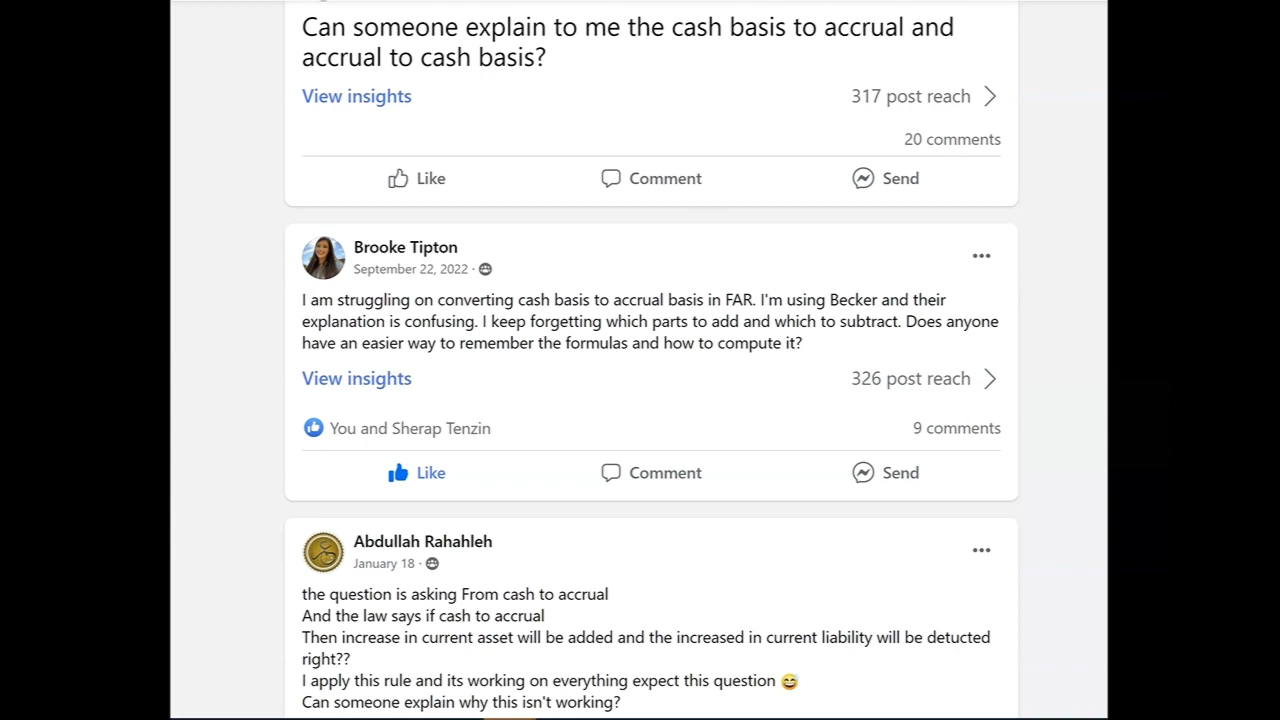 Can someone explain to me the cash basis to accrual and
accrual to cash basis?
View insights
317 post reach
20 comments
Like
Comment
Send
Brooke Tipton
September 22, 2022 ·
I am struggling on converting cash basis to accrual basis in FAR. I'm using Becker and their
explanation is confusing. I keep forgetting which parts to add and which to subtract. Does anyone
have an easier way to remember the formulas and how to compute it?
View insights
326 post reach
You and Sherap Tenzin
9 comments
Like
Comment
Send
Abdullah Rahahleh
January 18 ·
the question is asking From cash to accrual
And the law says if cash to accrual
Then increase in current asset will be added and the increased in current liability will be detucted
right??
I apply this rule and its working on everything expect this question 😅
Can someone explain why this isn't working?